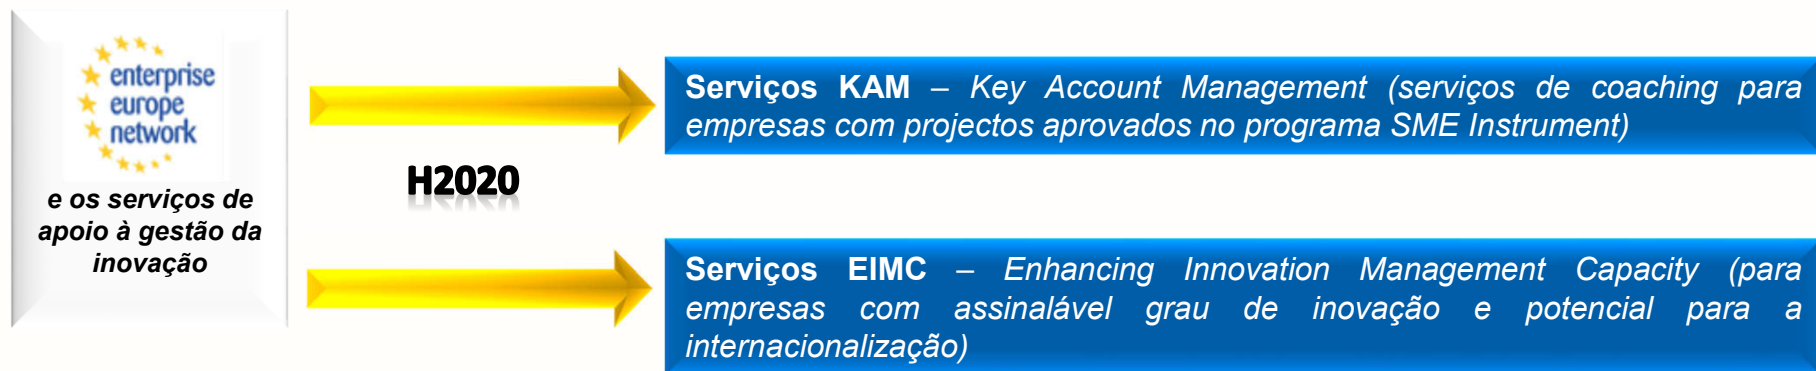 enterprise
europe
network
e os serviços de
apoio à gestão da
inovação
H2020
Serviços KAM – Key Account Management (serviços de coaching para
empresas com projectos aprovados no programa SME Instrument)
Serviços EIMC – Enhancing Innovation Management Capacity (para
empresas com assinalável grau de inovação e potencial para a
internacionalização)